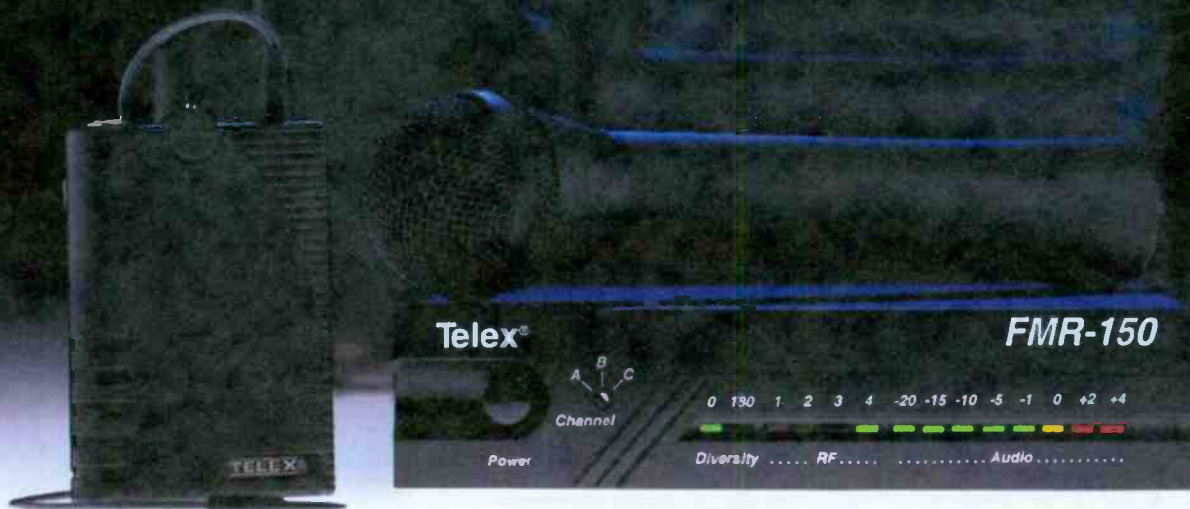 Telex®
FMR-150
A B C
Channel
Power
0 180 1 2 3 4 -20 -15 -10 -5 -1 0 +2 +4
Diversity ..... RF ..... ........... Audio ............
TELEX®